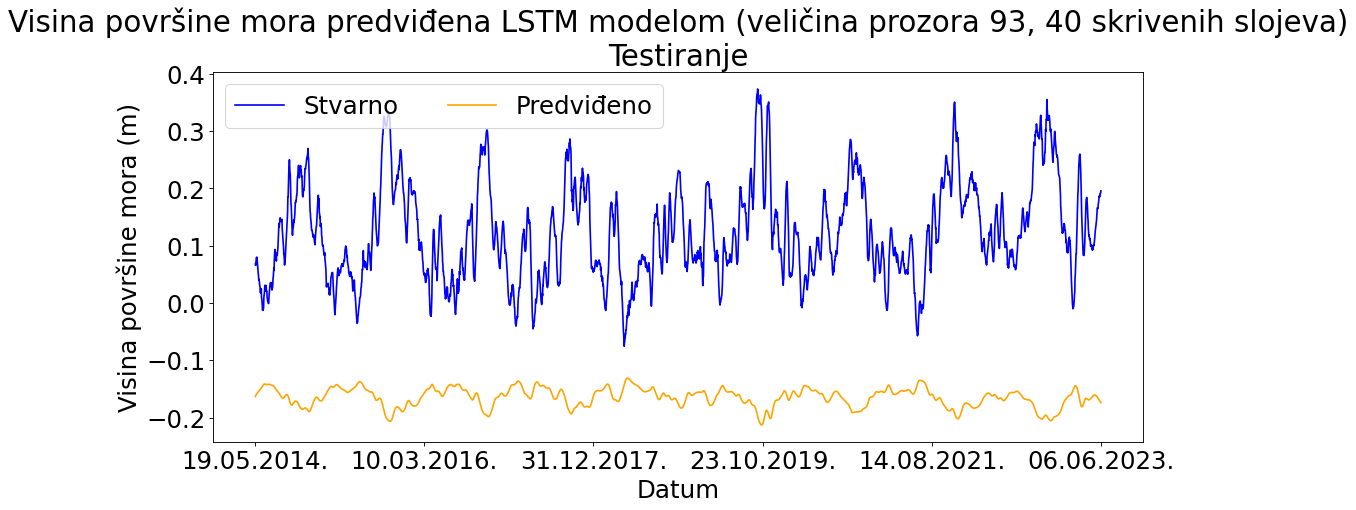 Visina površine mora predviđena LSTM modelom (veličina prozora 93, 40 skrivenih slojeva)
Testiranje
Stvarno
Predviđeno
Visina površine mora (m)
0.4
0.3
0.2
0.1
0.0
−0.1
−0.2
19.05.2014.
10.03.2016.
31.12.2017.
23.10.2019.
14.08.2021.
06.06.2023.
Datum